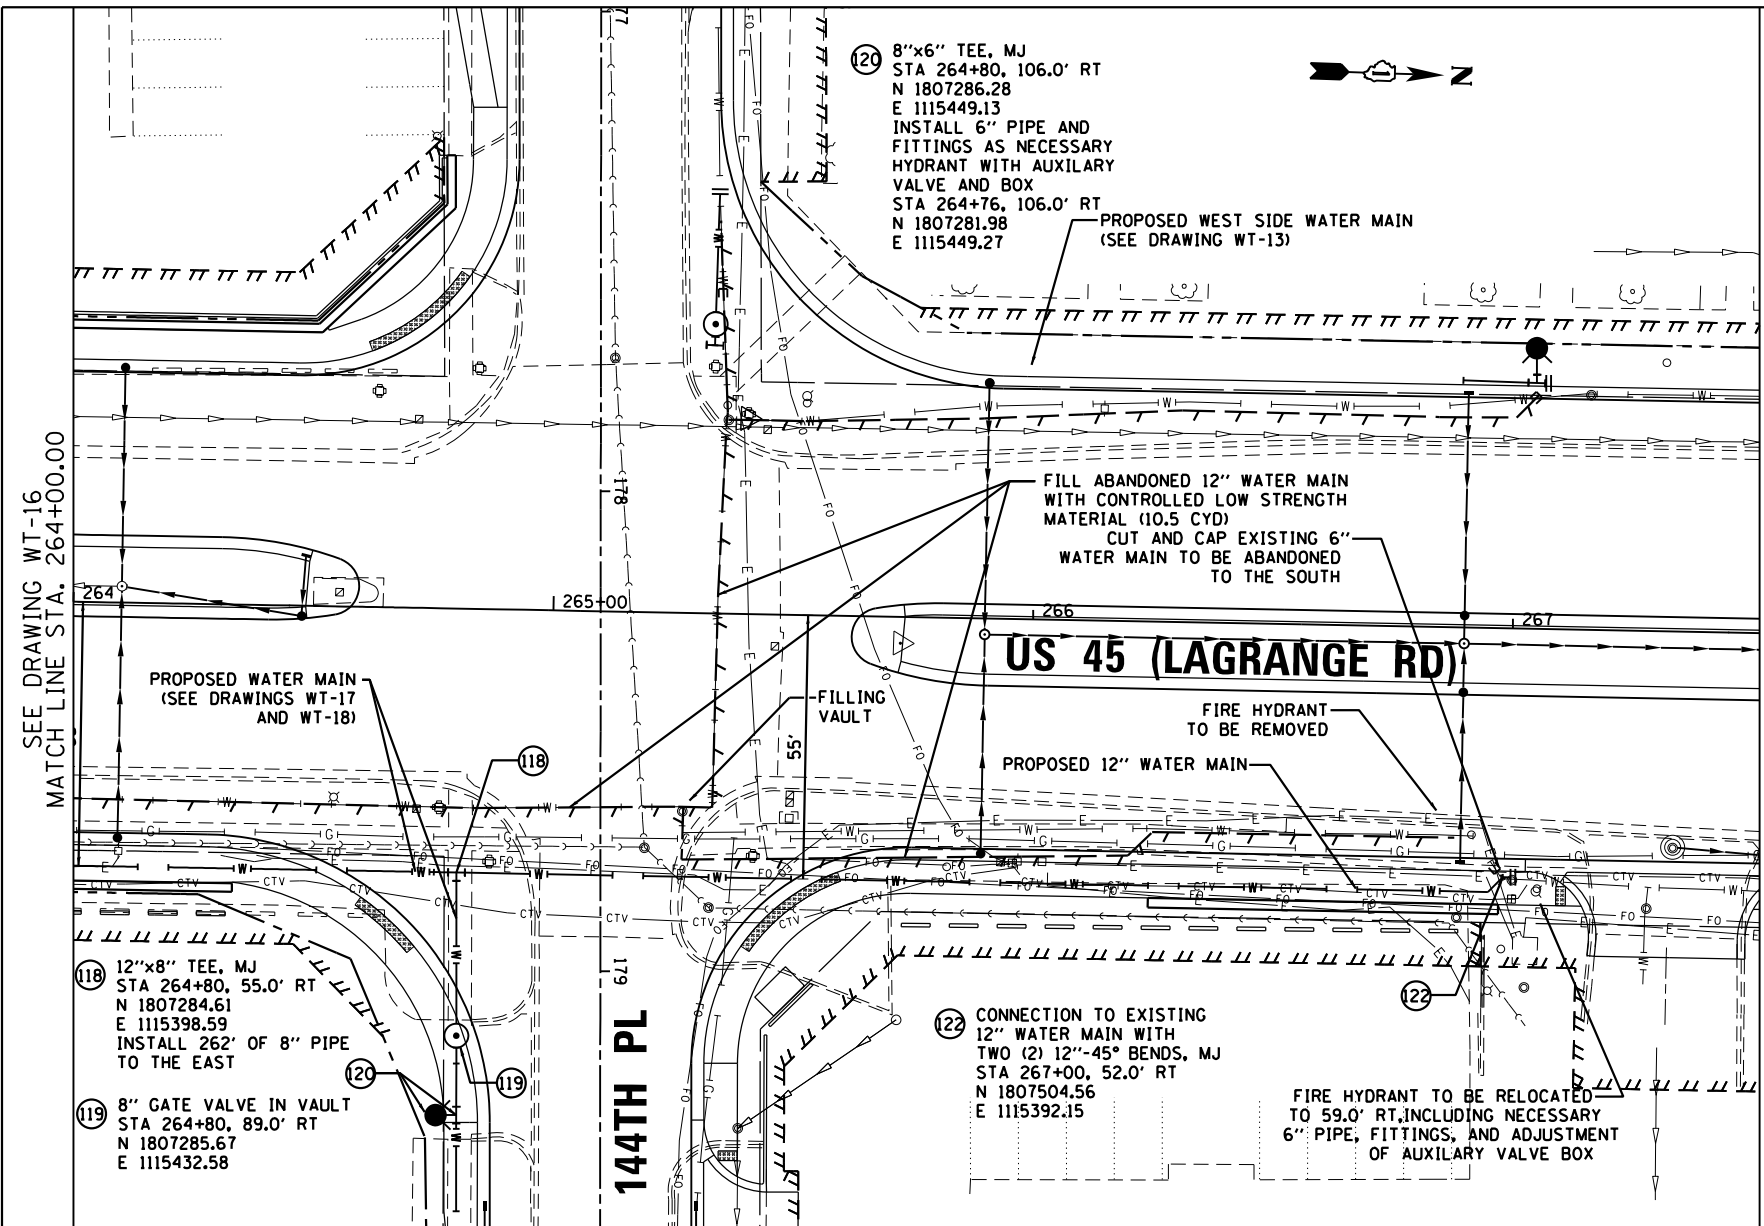 120
8"x6" TEE, MJ
STA 264+80, 106.0' RT
N 1807286.28
E 1115449.13
INSTALL 6" PIPE AND
FITTINGS AS NECESSARY
HYDRANT WITH AUXILARY
VALVE AND BOX
STA 264+76, 106.0' RT
N 1807281.98
E 1115449.27
N
PROPOSED WEST SIDE WATER MAIN
(SEE DRAWING WT-13)
SEE DRAWING WT-16
MATCH LINE STA. 264+00.00
177
178
179
FILL ABANDONED 12" WATER MAIN
WITH CONTROLLED LOW STRENGTH
MATERIAL (10.5 CYD)
CUT AND CAP EXISTING 6"
WATER MAIN TO BE ABANDONED
TO THE SOUTH
264
265+00
266
267
US 45 (LAGRANGE RD)
PROPOSED WATER MAIN
(SEE DRAWINGS WT-17
AND WT-18)
FILLING
VAULT
55'
FIRE HYDRANT
TO BE REMOVED
PROPOSED 12" WATER MAIN
118
118
12"x8" TEE, MJ
STA 264+80, 55.0' RT
N 1807284.61
E 1115398.59
INSTALL 262' OF 8" PIPE
TO THE EAST
120
119
119
8" GATE VALVE IN VAULT
STA 264+80, 89.0' RT
N 1807285.67
E 1115432.58
144TH PL
122
122
CONNECTION TO EXISTING
12" WATER MAIN WITH
TWO (2) 12"-45° BENDS, MJ
STA 267+00, 52.0' RT
N 1807504.56
E 1115392.15
FIRE HYDRANT TO BE RELOCATED
TO 59.0' RT,INCLUDING NECESSARY
6" PIPE, FITTINGS, AND ADJUSTMENT
OF AUXILARY VALVE BOX